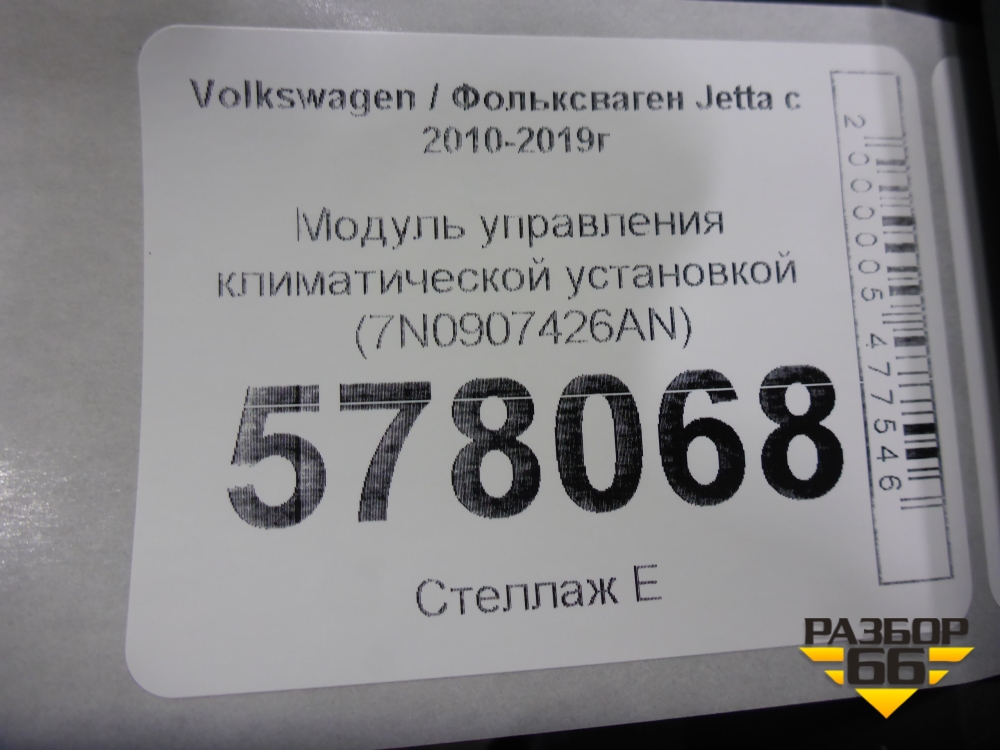 Volkswagen / Фольксваген Jetta с
2010-2019г
Модуль управления
климатической установкой
(7N0907426AN)
578068
Стеллаж Е
2000005477546
РАЗБОР
66